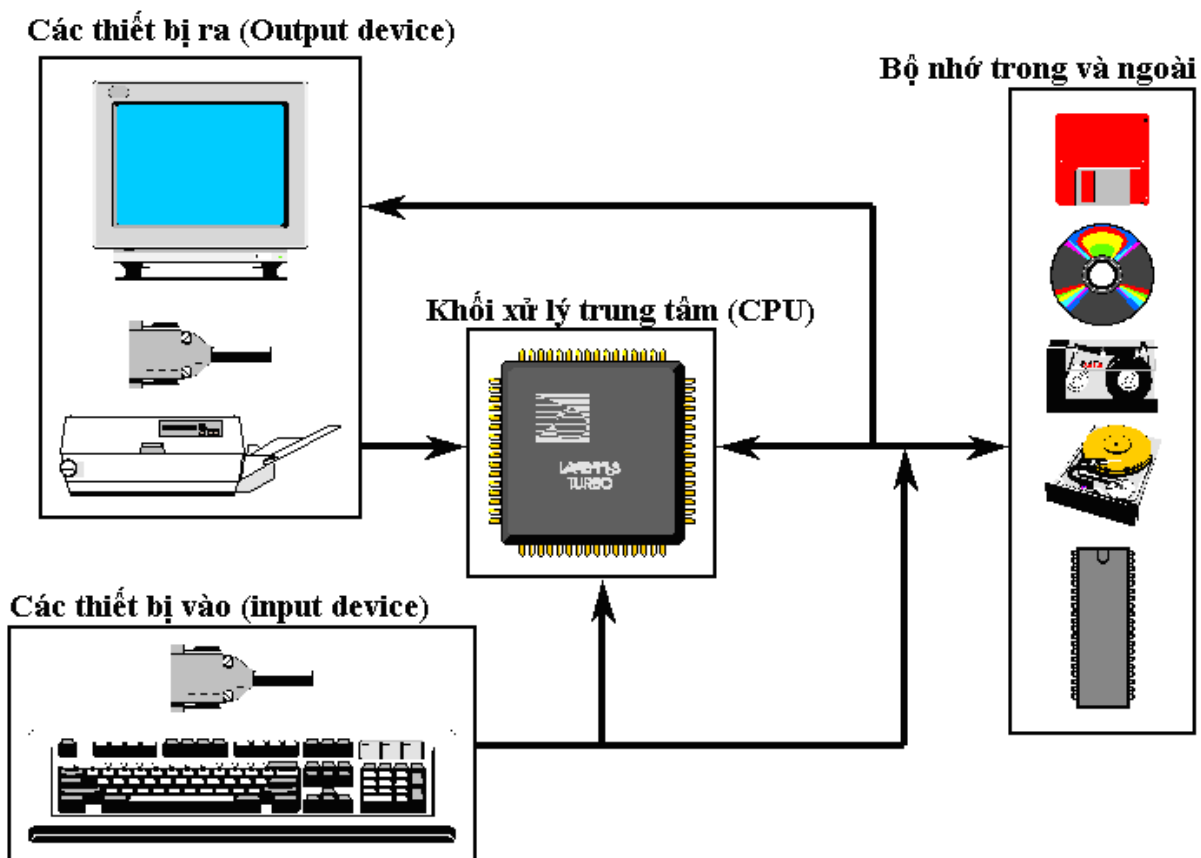 Các thiết bị ra (Output device)
Bộ nhớ trong và ngoài
Khối xử lý trung tâm (CPU)
TURBO
Các thiết bị vào (input device)